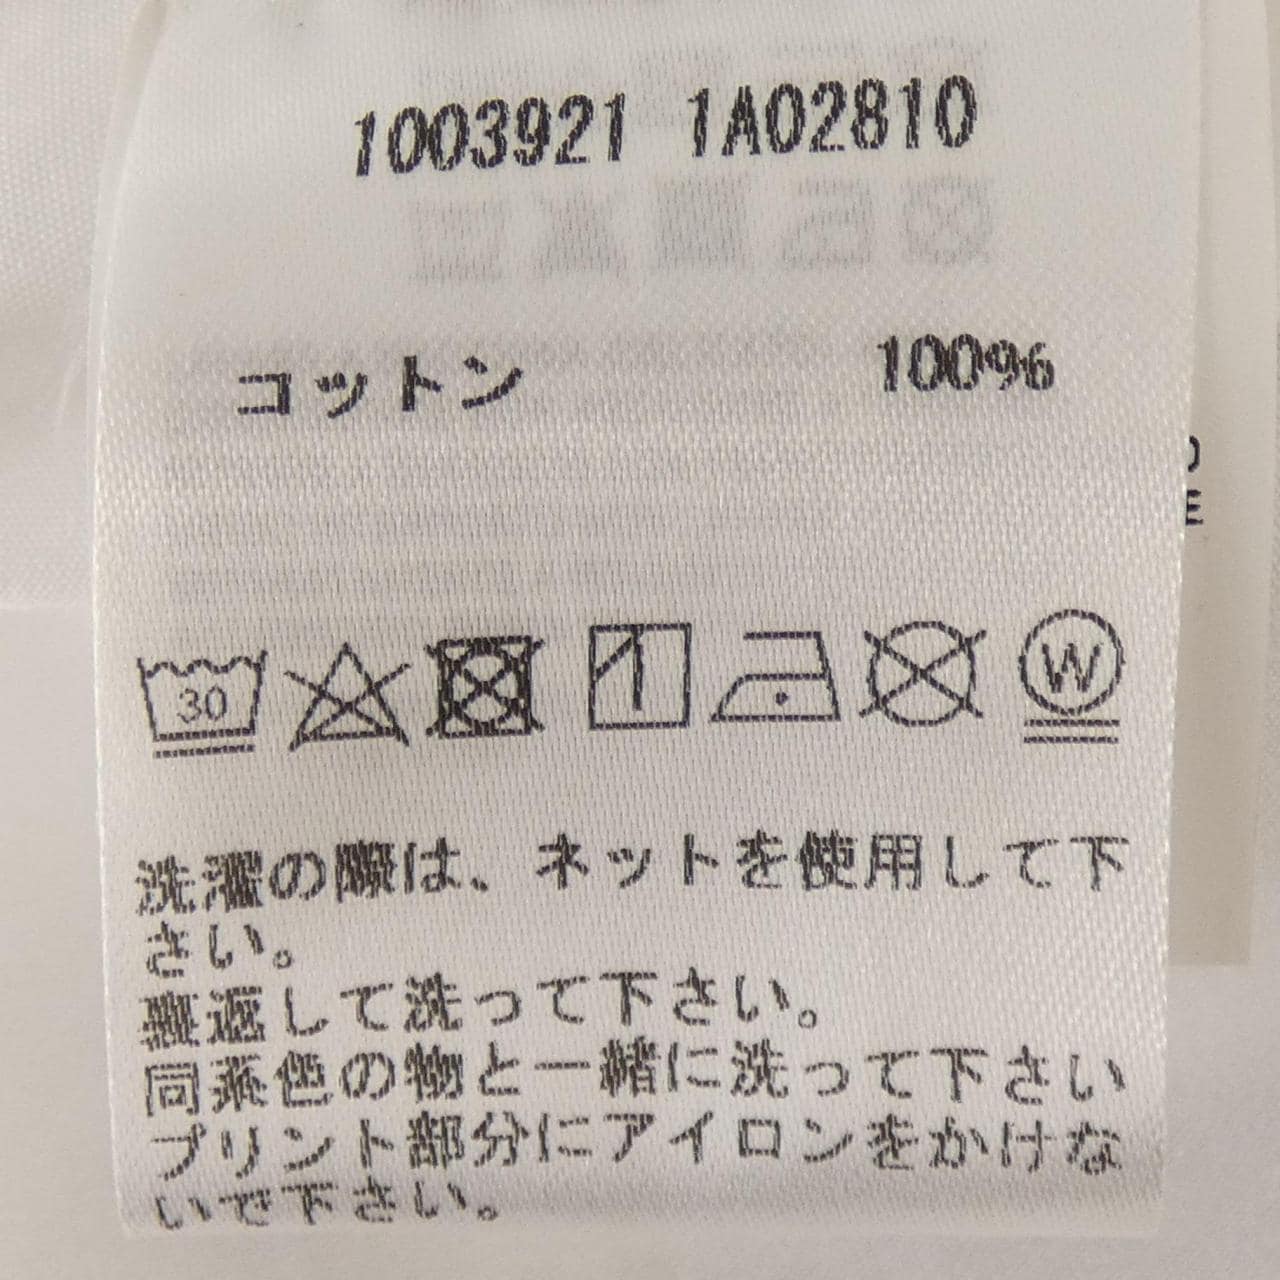 1003921 1A02810
コットン 100%
30
W
洗濯の際は、ネットを使用して下
さい。
裏返して洗って下さい。
同系色の物と一緒に洗って下さい
プリント部分にアイロンをかけな
いで下さい。
E